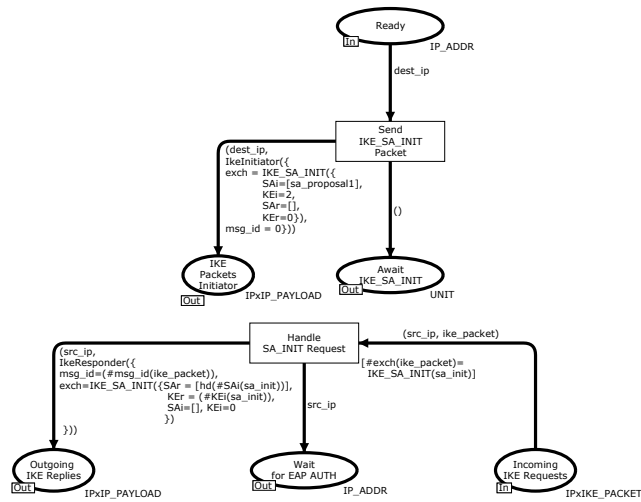 Ready
In
IP_ADDR
dest_ip
Send
IKE_SA_INIT
Packet
(dest_ip,
IkeInitiator({
exch = IKE_SA_INIT({
SAi=[sa_proposal1],
KEi=2,
SAr=[],
KEr=0}),
msg_id = 0}))
()
IKE
Packets
Initiator
Out
IPxIP_PAYLOAD
Await
IKE_SA_INIT
Out
UNIT
Handle
SA_INIT Request
(src_ip, ike_packet)
[#exch(ike_packet)=
IKE_SA_INIT(sa_init)]
(src_ip,
IkeResponder({
msg_id=(#msg_id(ike_packet)),
exch=IKE_SA_INIT({SAr = [hd(#SAi(sa_init))],
KEr = (#KEi(sa_init)),
SAi=[], KEi=0
})
}))
src_ip
Outgoing
IKE Replies
Out
IPxIP_PAYLOAD
Wait
for EAP AUTH
Out
IP_ADDR
Incoming
IKE Requests
In
IPxIKE_PACKET